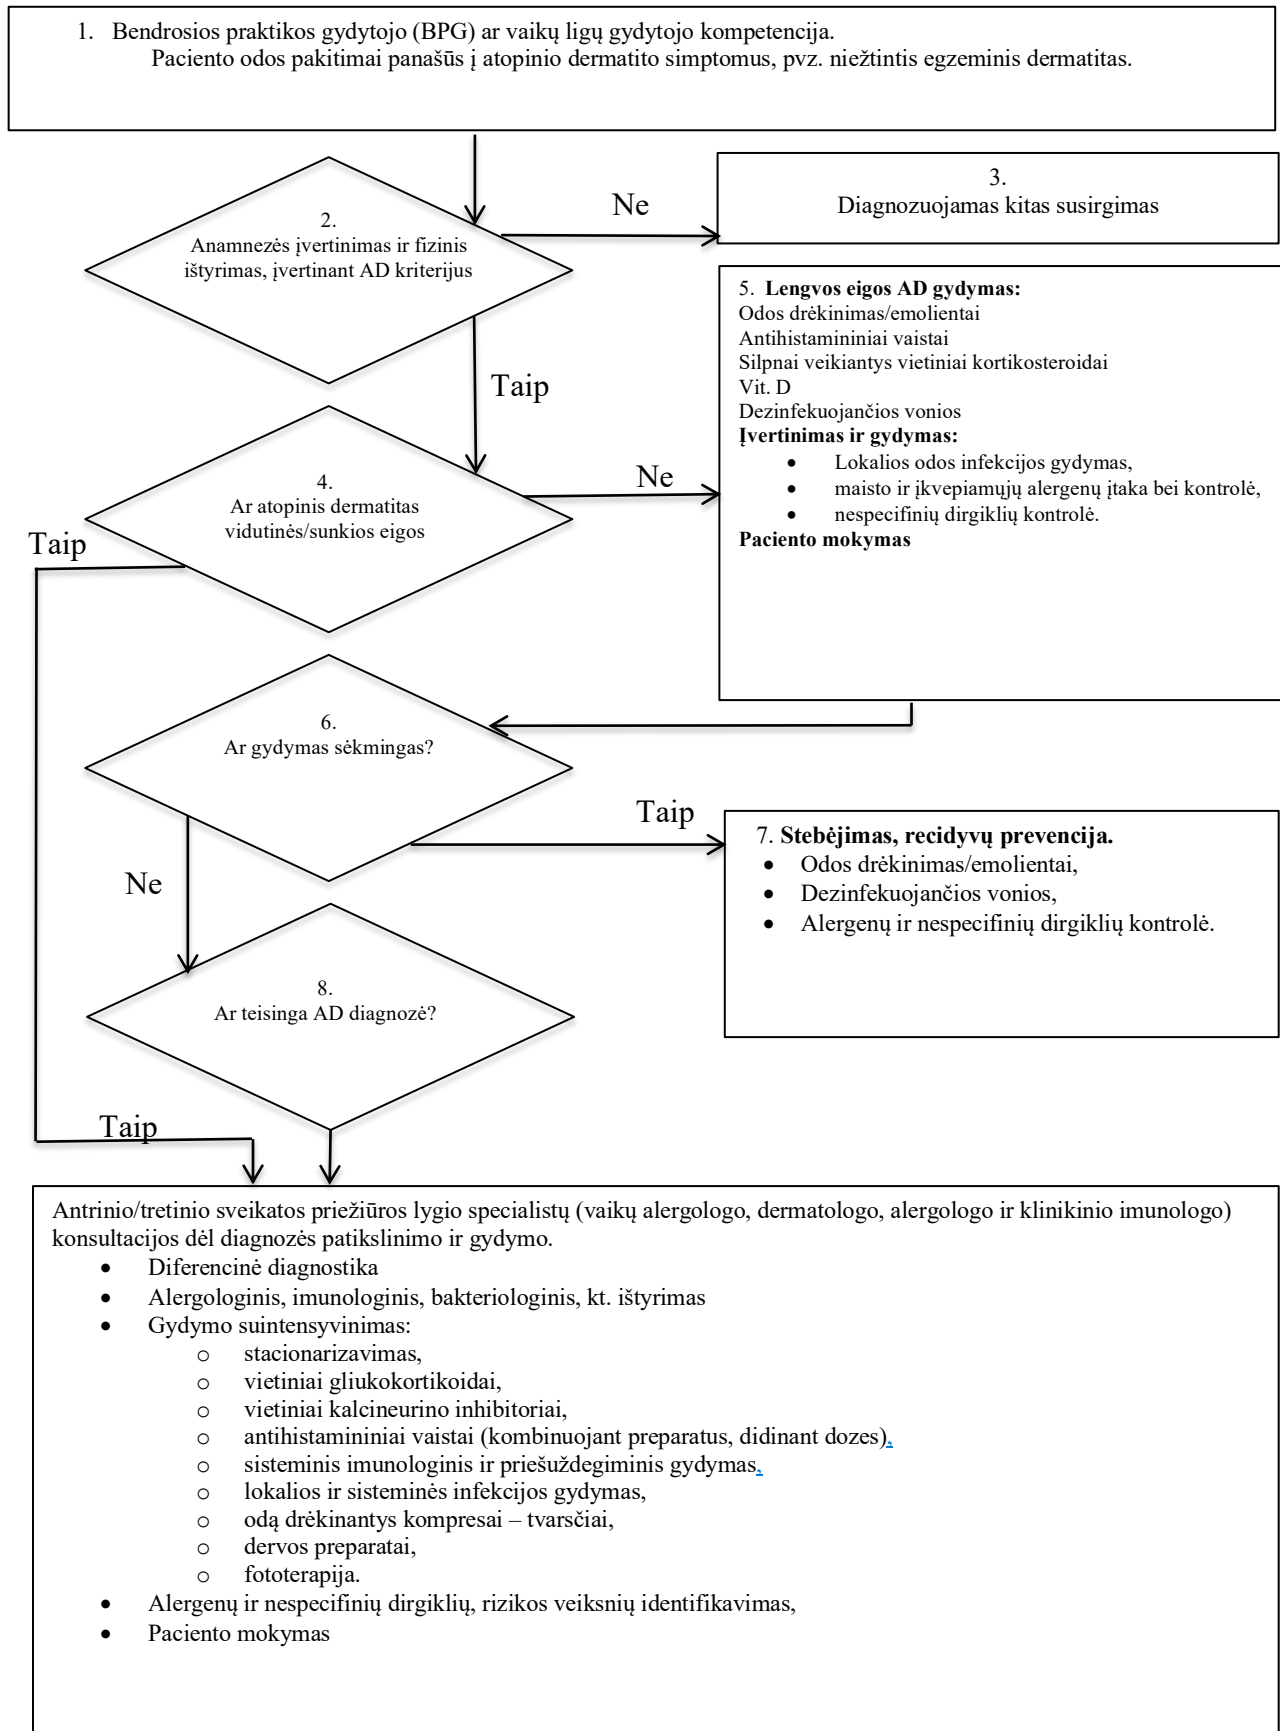 1. Bendrosios praktikos gydytojo (BPG) ar vaikų ligų gydytojo kompetencija.
Paciento odos pakitimai panašūs į atopinio dermatito simptomus, pvz. niežtintis egzeminis dermatitas.
2.
Anamnezės įvertinimas ir fizinis
ištyrimas, įvertinant AD kriterijus
Ne
3.
Diagnozuojamas kitas susirgimas
Taip
4.
Ar atopinis dermatitas
vidutinės/sunkios eigos
Ne
Taip
5. Lengvos eigos AD gydymas:
Odos drėkinimas/emolientai
Antihistamininiai vaistai
Silpnai veikiantys vietiniai kortikosteroidai
Vit. D
Dezinfekuojančios vonios
Įvertinimas ir gydymas:
• Lokalios odos infekcijos gydymas,
• maisto ir įkvepiamųjų alergenų įtaka bei kontrolė,
• nespecifinių dirgiklių kontrolė.
Paciento mokymas
6.
Ar gydymas sėkmingas?
Taip
Ne
7. Stebėjimas, recidyvų prevencija.
• Odos drėkinimas/emolientai,
• Dezinfekuojančios vonios,
• Alergenų ir nespecifinių dirgiklių kontrolė.
8.
Ar teisinga AD diagnozė?
Taip
Antrinio/tretinio sveikatos priežiūros lygio specialistų (vaikų alergologo, dermatologo, alergologo ir klinikinio imunologo)
konsultacijos dėl diagnozės patikslinimo ir gydymo.
• Diferencinė diagnostika
• Alergologinis, imunologinis, bakteriologinis, kt. ištyrimas
• Gydymo suintensyvinimas:
o stacionarizavimas,
o vietiniai gliukokortikoidai,
o vietiniai kalcineurino inhibitoriai,
o antihistamininiai vaistai (kombinuojant preparatus, didinant dozes),
o sisteminis imunologinis ir priešuždegiminis gydymas,
o lokalios ir sisteminės infekcijos gydymas,
o odą drėkinantys kompresai – tvarsčiai,
o dervos preparatai,
o fototerapija.
• Alergenų ir nespecifinių dirgiklių, rizikos veiksnių identifikavimas,
• Paciento mokymas